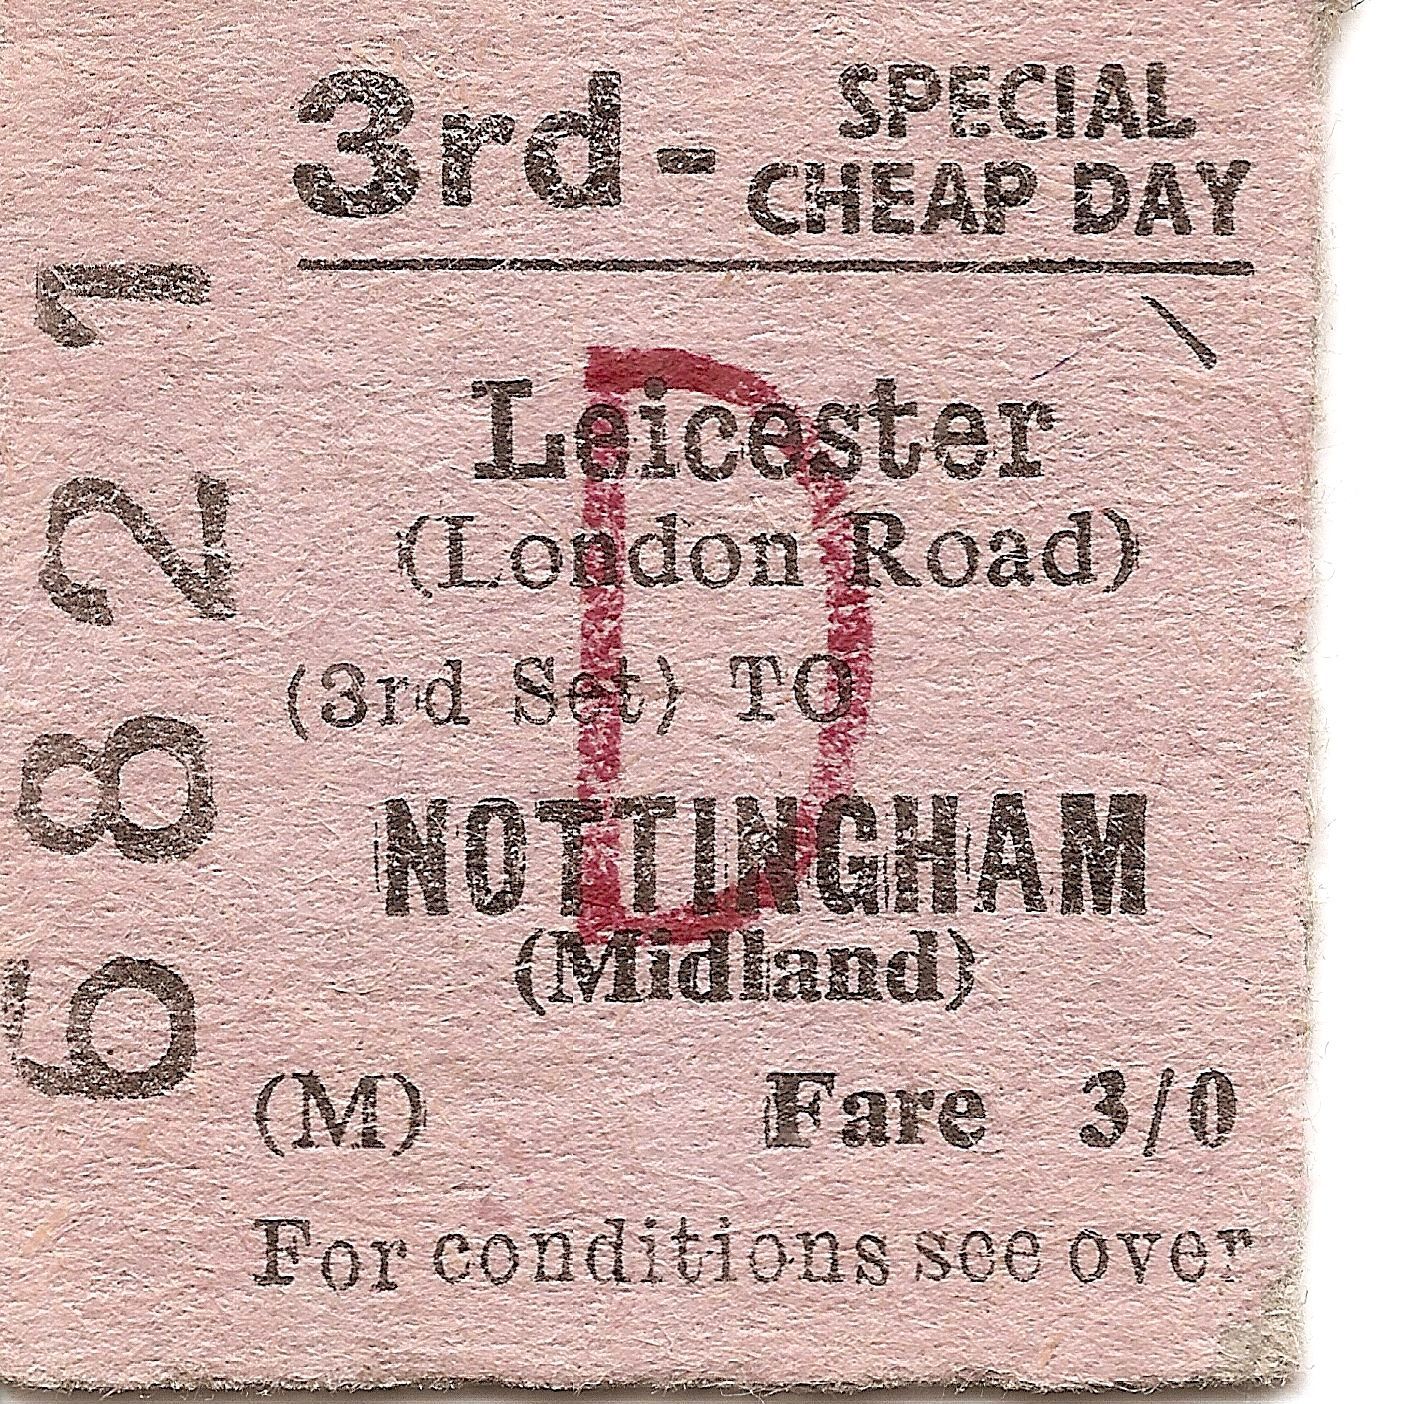 3rd - SPECIAL
CHEAP DAY
Leicester
(London Road)
(3rd Set) TO
NOTTINGHAM
(Midland)
(M) Fare 3/0
For conditions see over
D
6821